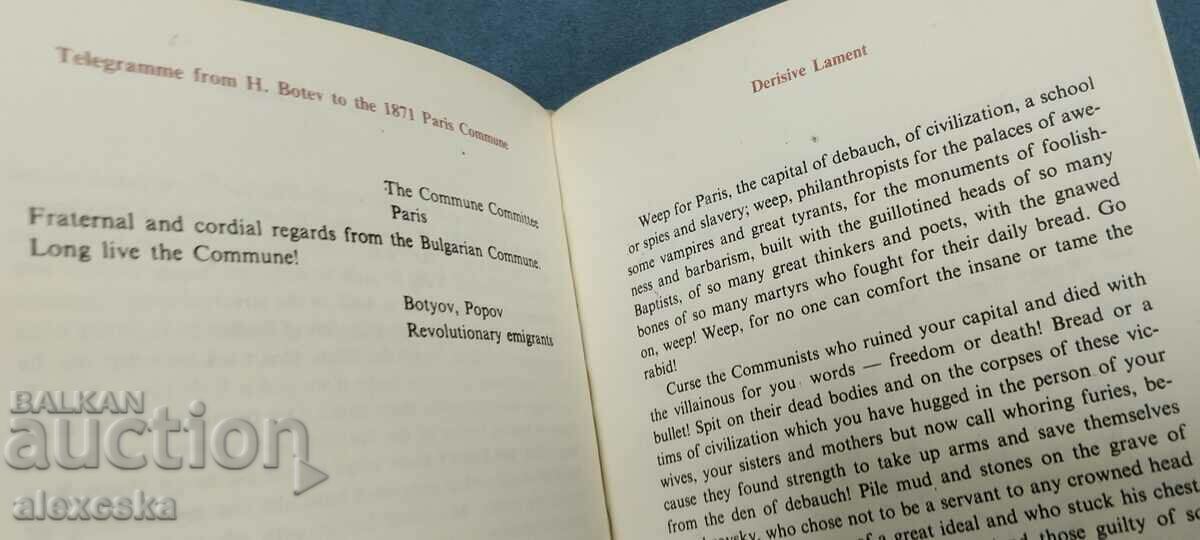 Telegramme from H. Botev to the 1871 Paris Commune
The Commune Committee
Paris
Fraternal and cordial regards from the Bulgarian Commune.
Long live the Commune!
Botyov, Popov
Revolutionary emigrants
Derisive Lament
Weep for Paris, the capital of debauch, of civilization, a school
or spies and slavery; weep, philanthropists for the palaces of awe-
some vampires and great tyrants, for the monuments of foolish-
ness and barbarism, built with the guillotined heads of so many
Baptists, of so many great thinkers and poets, with the gnawed
bones of so many martyrs who fought for their daily bread. Go
on, weep! Weep, for no one can comfort the insane or tame the
rabid!
Curse the Communists who ruined your capital and died with
the villainous for you words — freedom or death! Bread or a
bullet! Spit on their dead bodies and on the corpses of these vic-
tims of civilization which you have hugged in the person of your
wives, your sisters and mothers but now call whoring furies, be-
cause they found strength to take up arms and save themselves
from the den of debauch! Pile mud and stones on the grave of
who chose not to be a servant to any crowned head
of a great ideal and who stuck his chest
those guilty of so
BALKAN
auction
alexeska